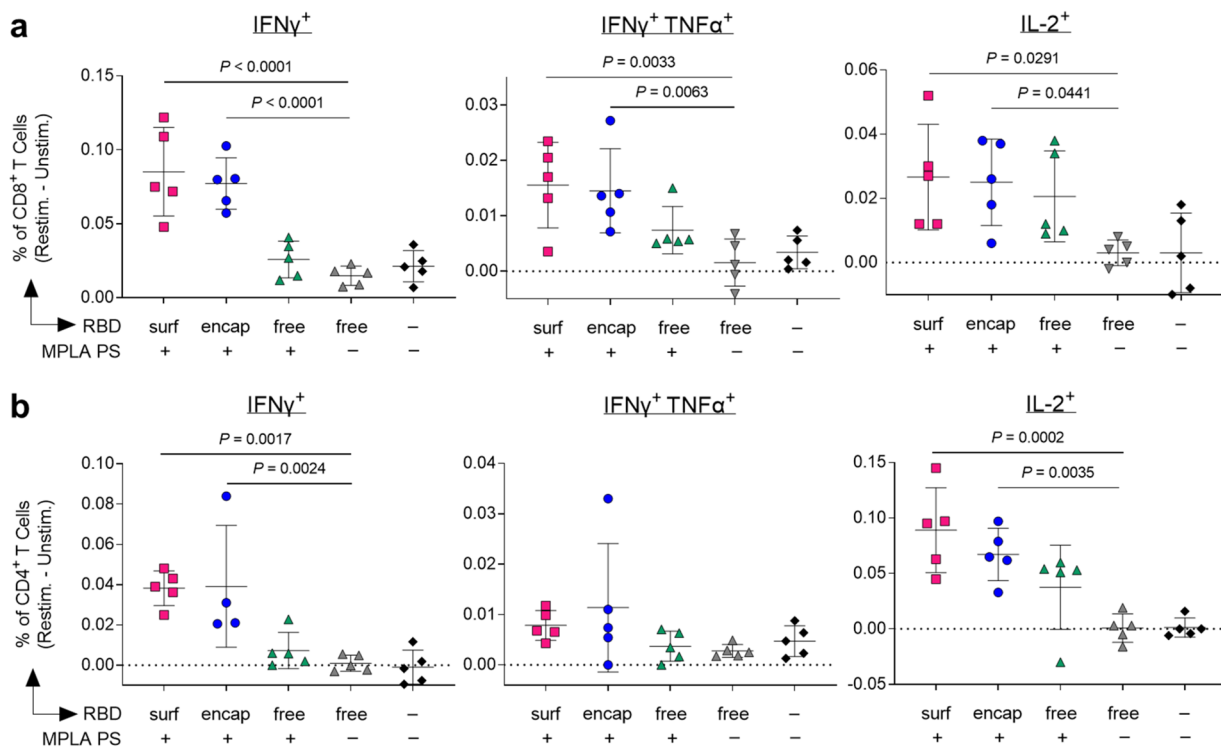 a
IFNγ⁺
IFNγ⁺ TNFα⁺
IL-2⁺
% of CD8⁺ T Cells
(Restim. - Unstim.)
P < 0.0001
P < 0.0001
0.15
0.10
0.05
0.00
P = 0.0033
P = 0.0063
0.03
0.02
0.01
0.00
P = 0.0291
P = 0.0441
0.06
0.04
0.02
0.00
RBD surf encap free free – surf encap free free – surf encap free free –
MPLA PS + + + – – + + + – – + + + – –
b
IFNγ⁺
IFNγ⁺ TNFα⁺
IL-2⁺
% of CD4⁺ T Cells
(Restim. - Unstim.)
P = 0.0017
P = 0.0024
0.10
0.08
0.06
0.04
0.02
0.00
0.04
0.03
0.02
0.01
0.00
P = 0.0002
P = 0.0035
0.15
0.10
0.05
0.00
-0.05
RBD surf encap free free – surf encap free free – surf encap free free –
MPLA PS + + + – – + + + – – + + + – –